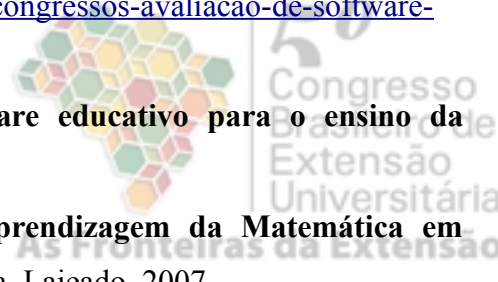 congressos-avaliacao-de-software-
5º
Congresso
are educativo para o ensino da
Brasileiro de
Extensão
Universitária
prendizagem da Matemática em
As Fronteiras da Extensão
a, Lajeado, 2007